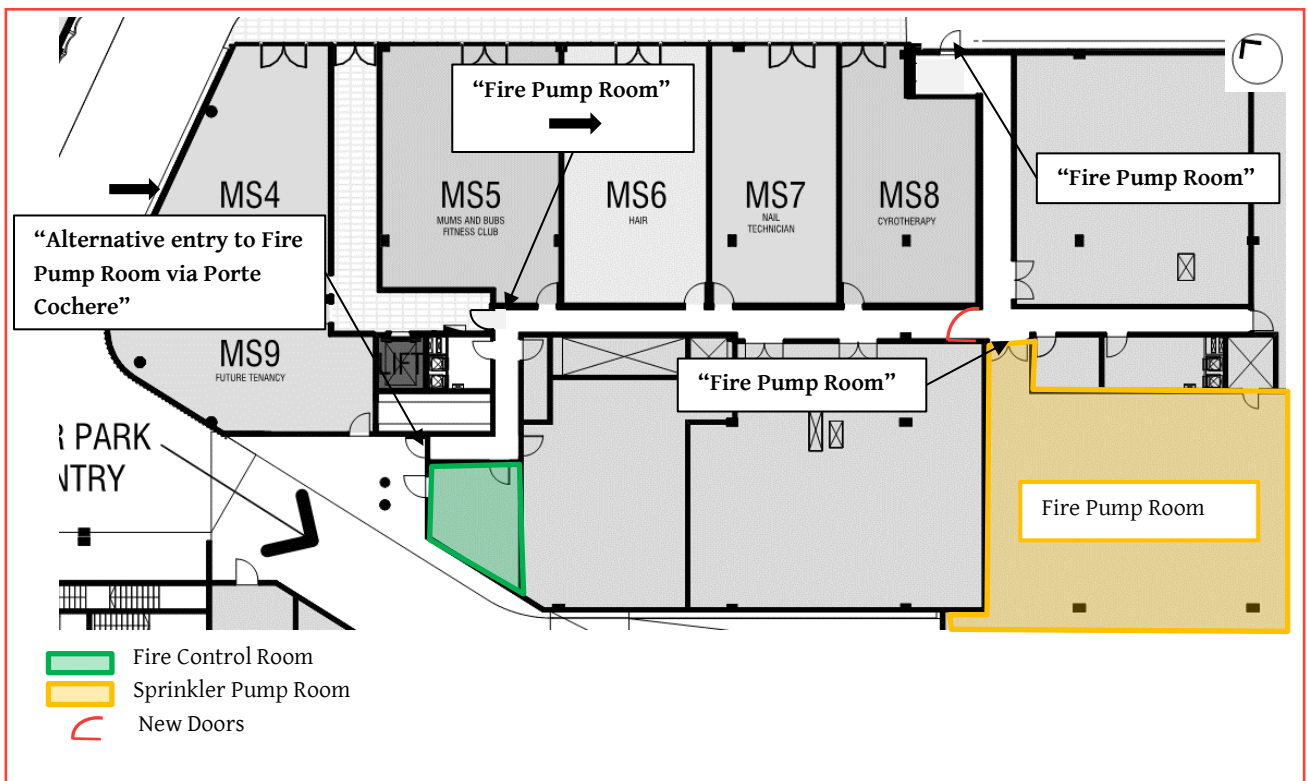 “Fire Pump Room”
“Fire Pump Room”
MS4
MS5
MUMS AND BUBS
FITNESS CLUB
MS6
HAIR
MS7
NAIL
TECHNICIAN
MS8
CYROTHERAPY
“Alternative entry to Fire
Pump Room via Porte
Cochere”
MS9
FUTURE TENANCY
LIFT
“Fire Pump Room”
R PARK
NTRY
Fire Pump Room
Fire Control Room
Sprinkler Pump Room
New Doors